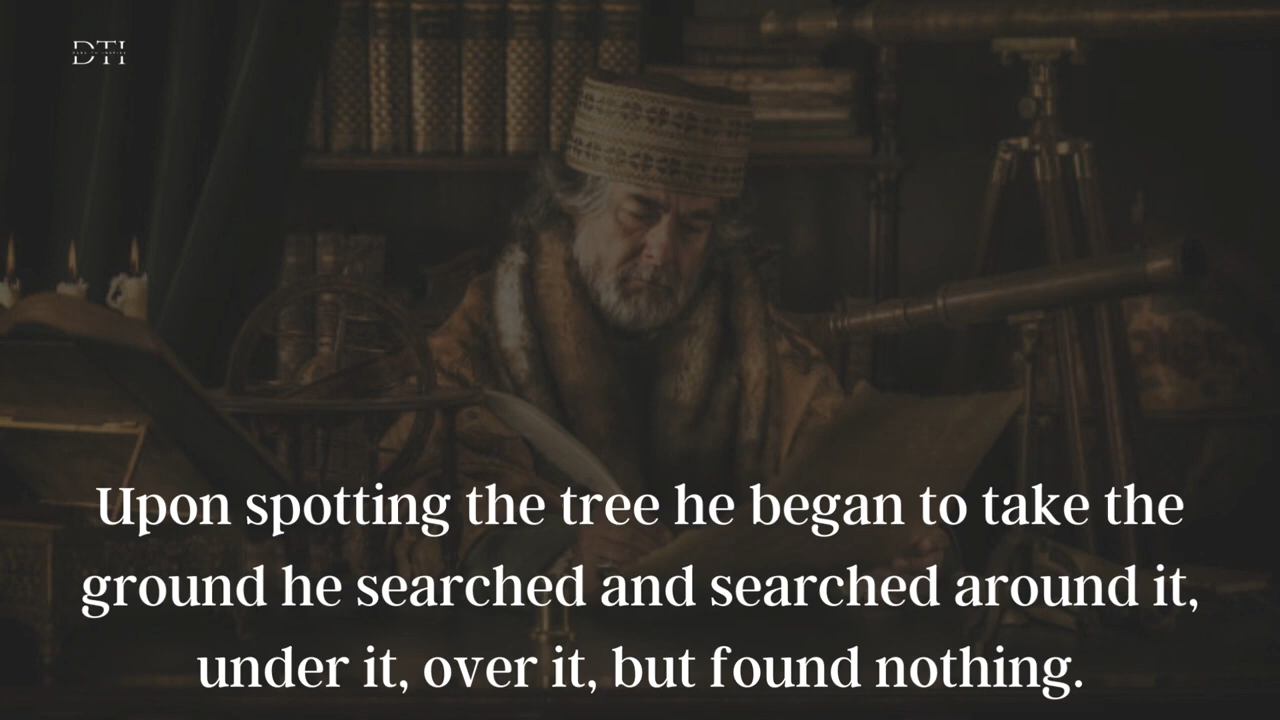 DTI
Upon spotting the tree he began to take the
ground he searched and searched around it,
under it, over it, but found nothing.